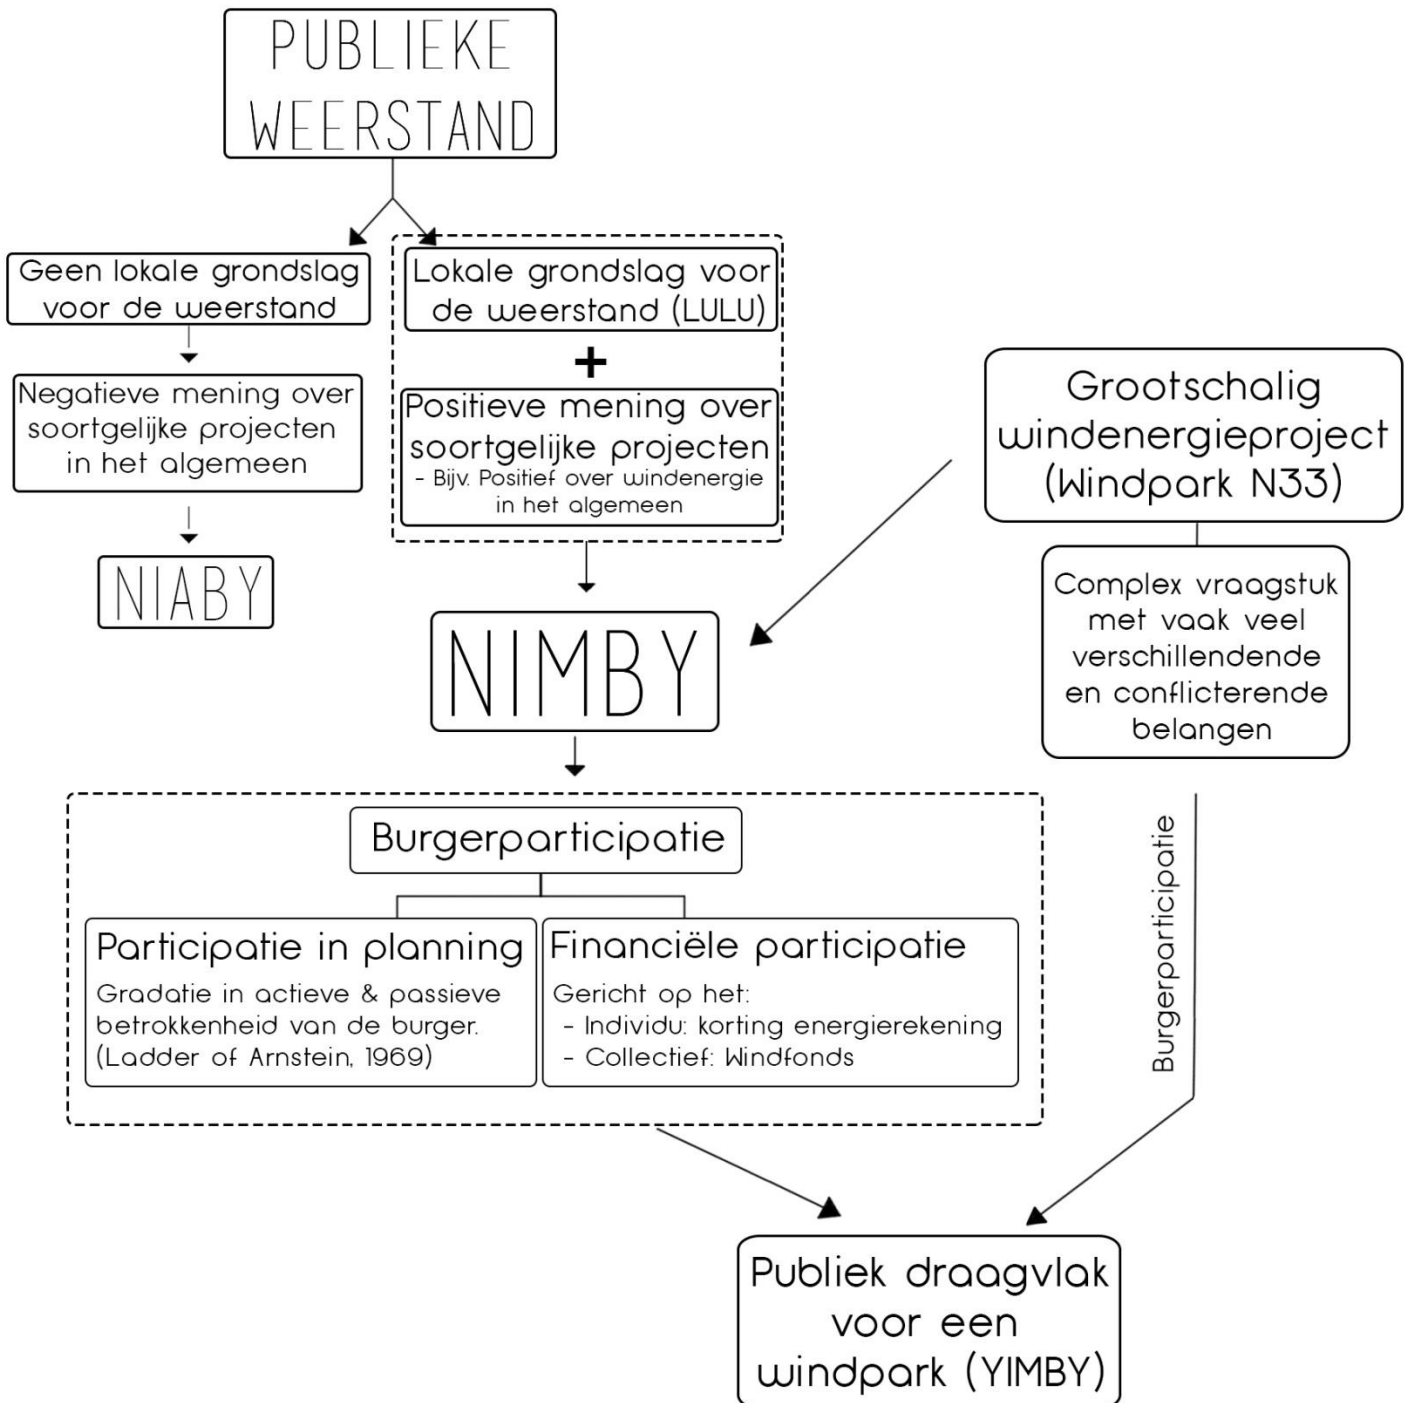 PUBLIEKE
WEERSTAND
Geen lokale grondslag
voor de weerstand
Negatieve mening over
soortgelijke projecten
in het algemeen
NIABY
Lokale grondslag voor
de weerstand (LULU)
+
Positieve mening over
soortgelijke projecten
- Bijv. Positief over windenergie
in het algemeen
NIMBY
Grootschalig
windenergieproject
(Windpark N33)
Complex vraagstuk
met vaak veel
verschillendende
en conflicterende
belangen
Burgerparticipatie
Participatie in planning
Gradatie in actieve & passieve
betrokkenheid van de burger.
(Ladder of Arnstein, 1969)
Financiële participatie
Gericht op het:
- Individu: korting energierekening
- Collectief: Windfonds
Burgerparticipatie
Publiek draagvlak
voor een
windpark (YIMBY)